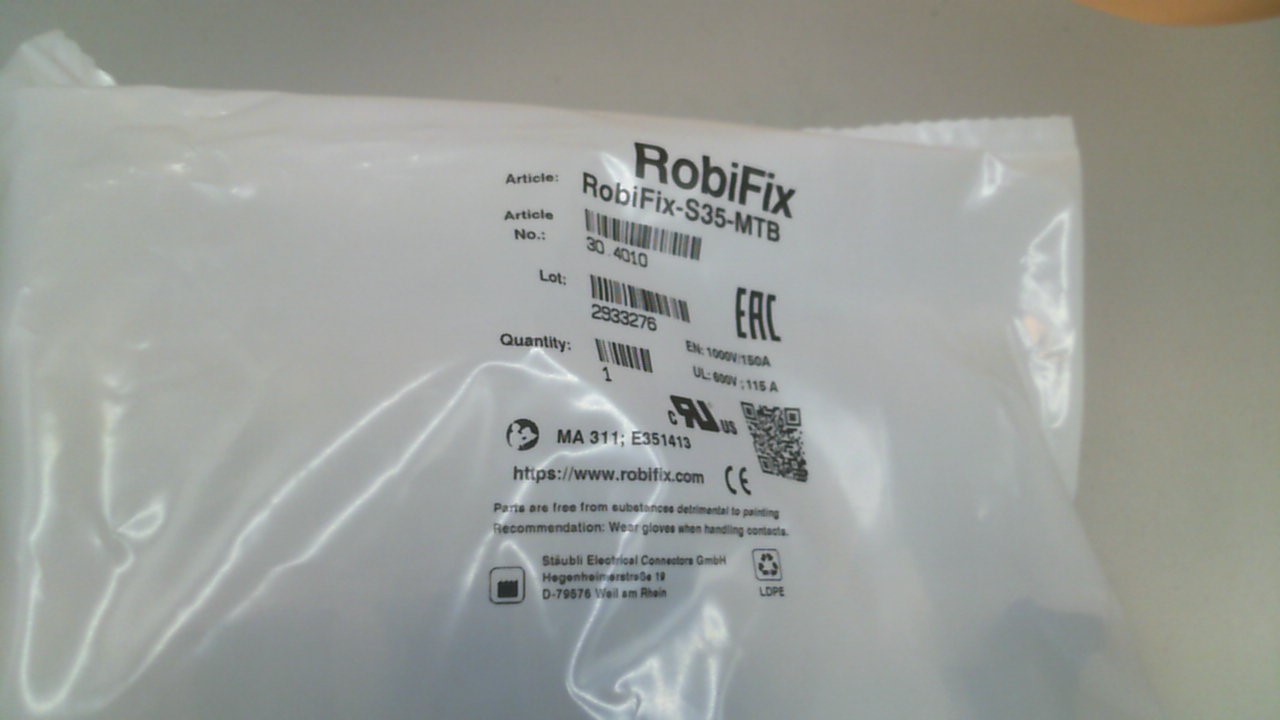 RobiFix
Article: RobiFix-S35-MTB
Article No.: 30.4010
Lot: 2933276
EAC
Quantity: 1
EN: 1000V/150A
UL: 600V ; 115 A
c RU US
MA 311; E351413
https://www.robifix.com
CE
Parts are free from substances detrimental to painting
Recommendation: Wear gloves when handling contacts.
Stäubli Electrical Connectors GmbH
Hegenheimerstraße 19
D-79576 Weil am Rhein
LDPE